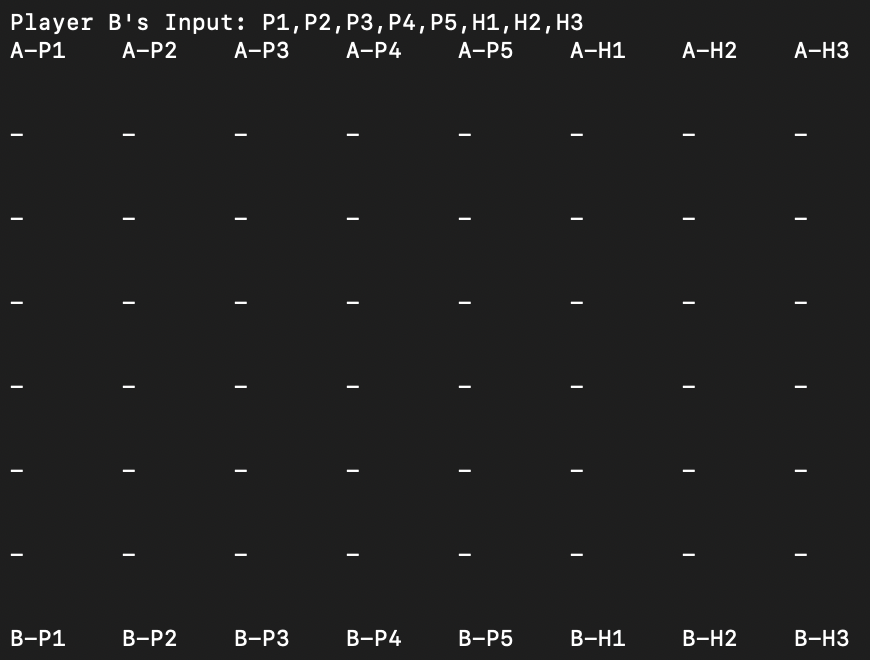 Player B's Input: P1,P2,P3,P4,P5,H1,H2,H3
A-P1 A-P2 A-P3 A-P4 A-P5 A-H1 A-H2 A-H3
- - - - - - - -
- - - - - - - -
- - - - - - - -
- - - - - - - -
- - - - - - - -
- - - - - - - -
B-P1 B-P2 B-P3 B-P4 B-P5 B-H1 B-H2 B-H3